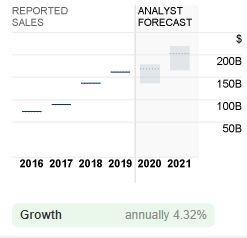 REPORTED SALES
ANALYST FORECAST
$
200B
150B
100B
50B
2016 2017 2018 2019 2020 2021
Growth annually 4.32%